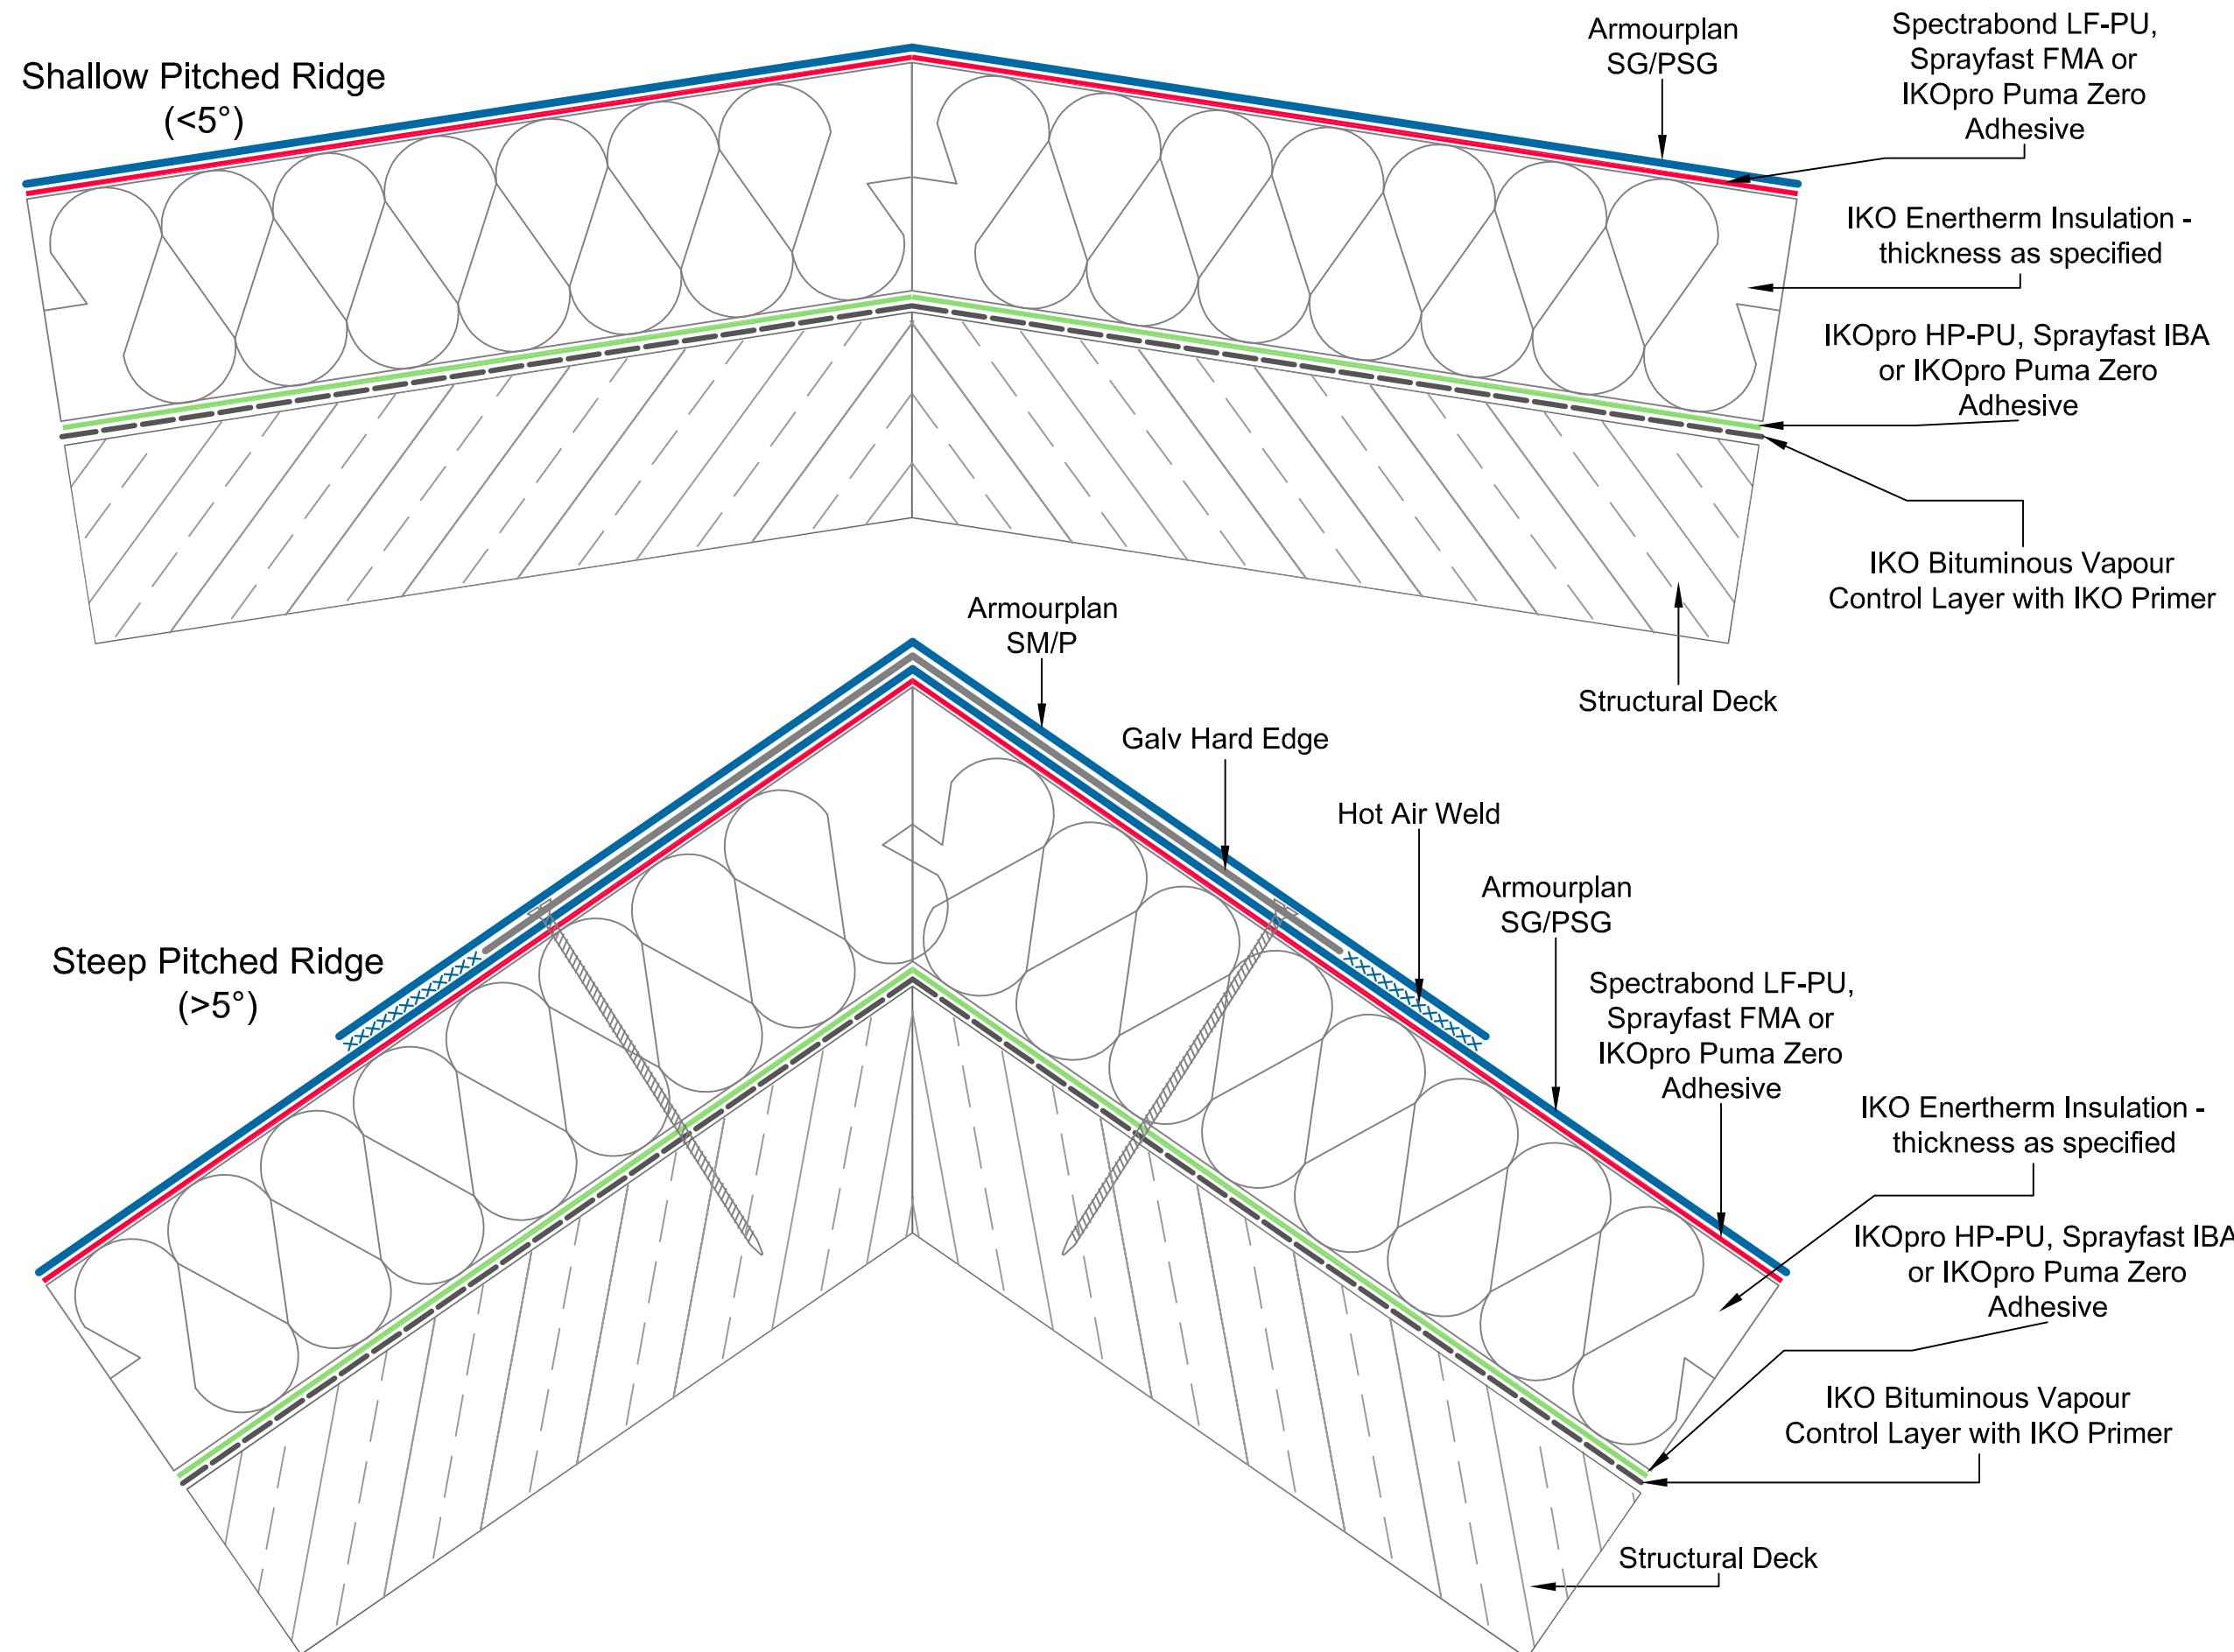 Shallow Pitched Ridge
(<5°)
Armourplan
SG/PSG
Spectrabond LF-PU,
Sprayfast FMA or
IKOpro Puma Zero
Adhesive
IKO Enertherm Insulation -
thickness as specified
IKOpro HP-PU, Sprayfast IBA
or IKOpro Puma Zero
Adhesive
IKO Bituminous Vapour
Control Layer with IKO Primer
Structural Deck
Steep Pitched Ridge
(>5°)
Armourplan
SM/P
Galv Hard Edge
Hot Air Weld
Armourplan
SG/PSG
Spectrabond LF-PU,
Sprayfast FMA or
IKOpro Puma Zero
Adhesive
IKO Enertherm Insulation -
thickness as specified
IKOpro HP-PU, Sprayfast IBA
or IKOpro Puma Zero
Adhesive
IKO Bituminous Vapour
Control Layer with IKO Primer
Structural Deck